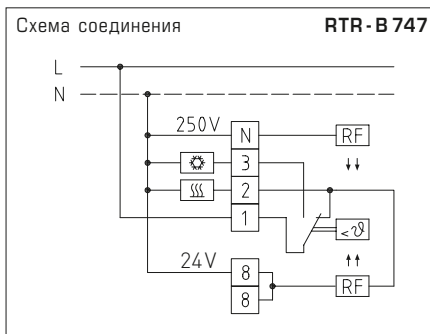 Схема соединения RTR-B 747
L
N
250V N RF
3
2
1 <ϑ
24V 8 RF
8